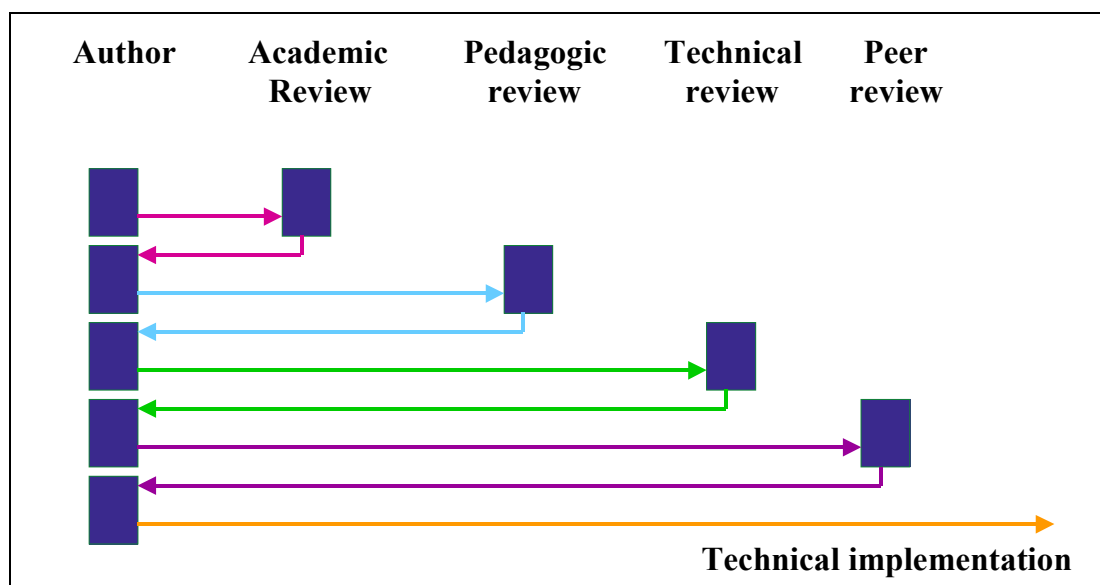 Author
Academic
Review
Pedagogic
review
Technical
review
Peer
review
Technical implementation